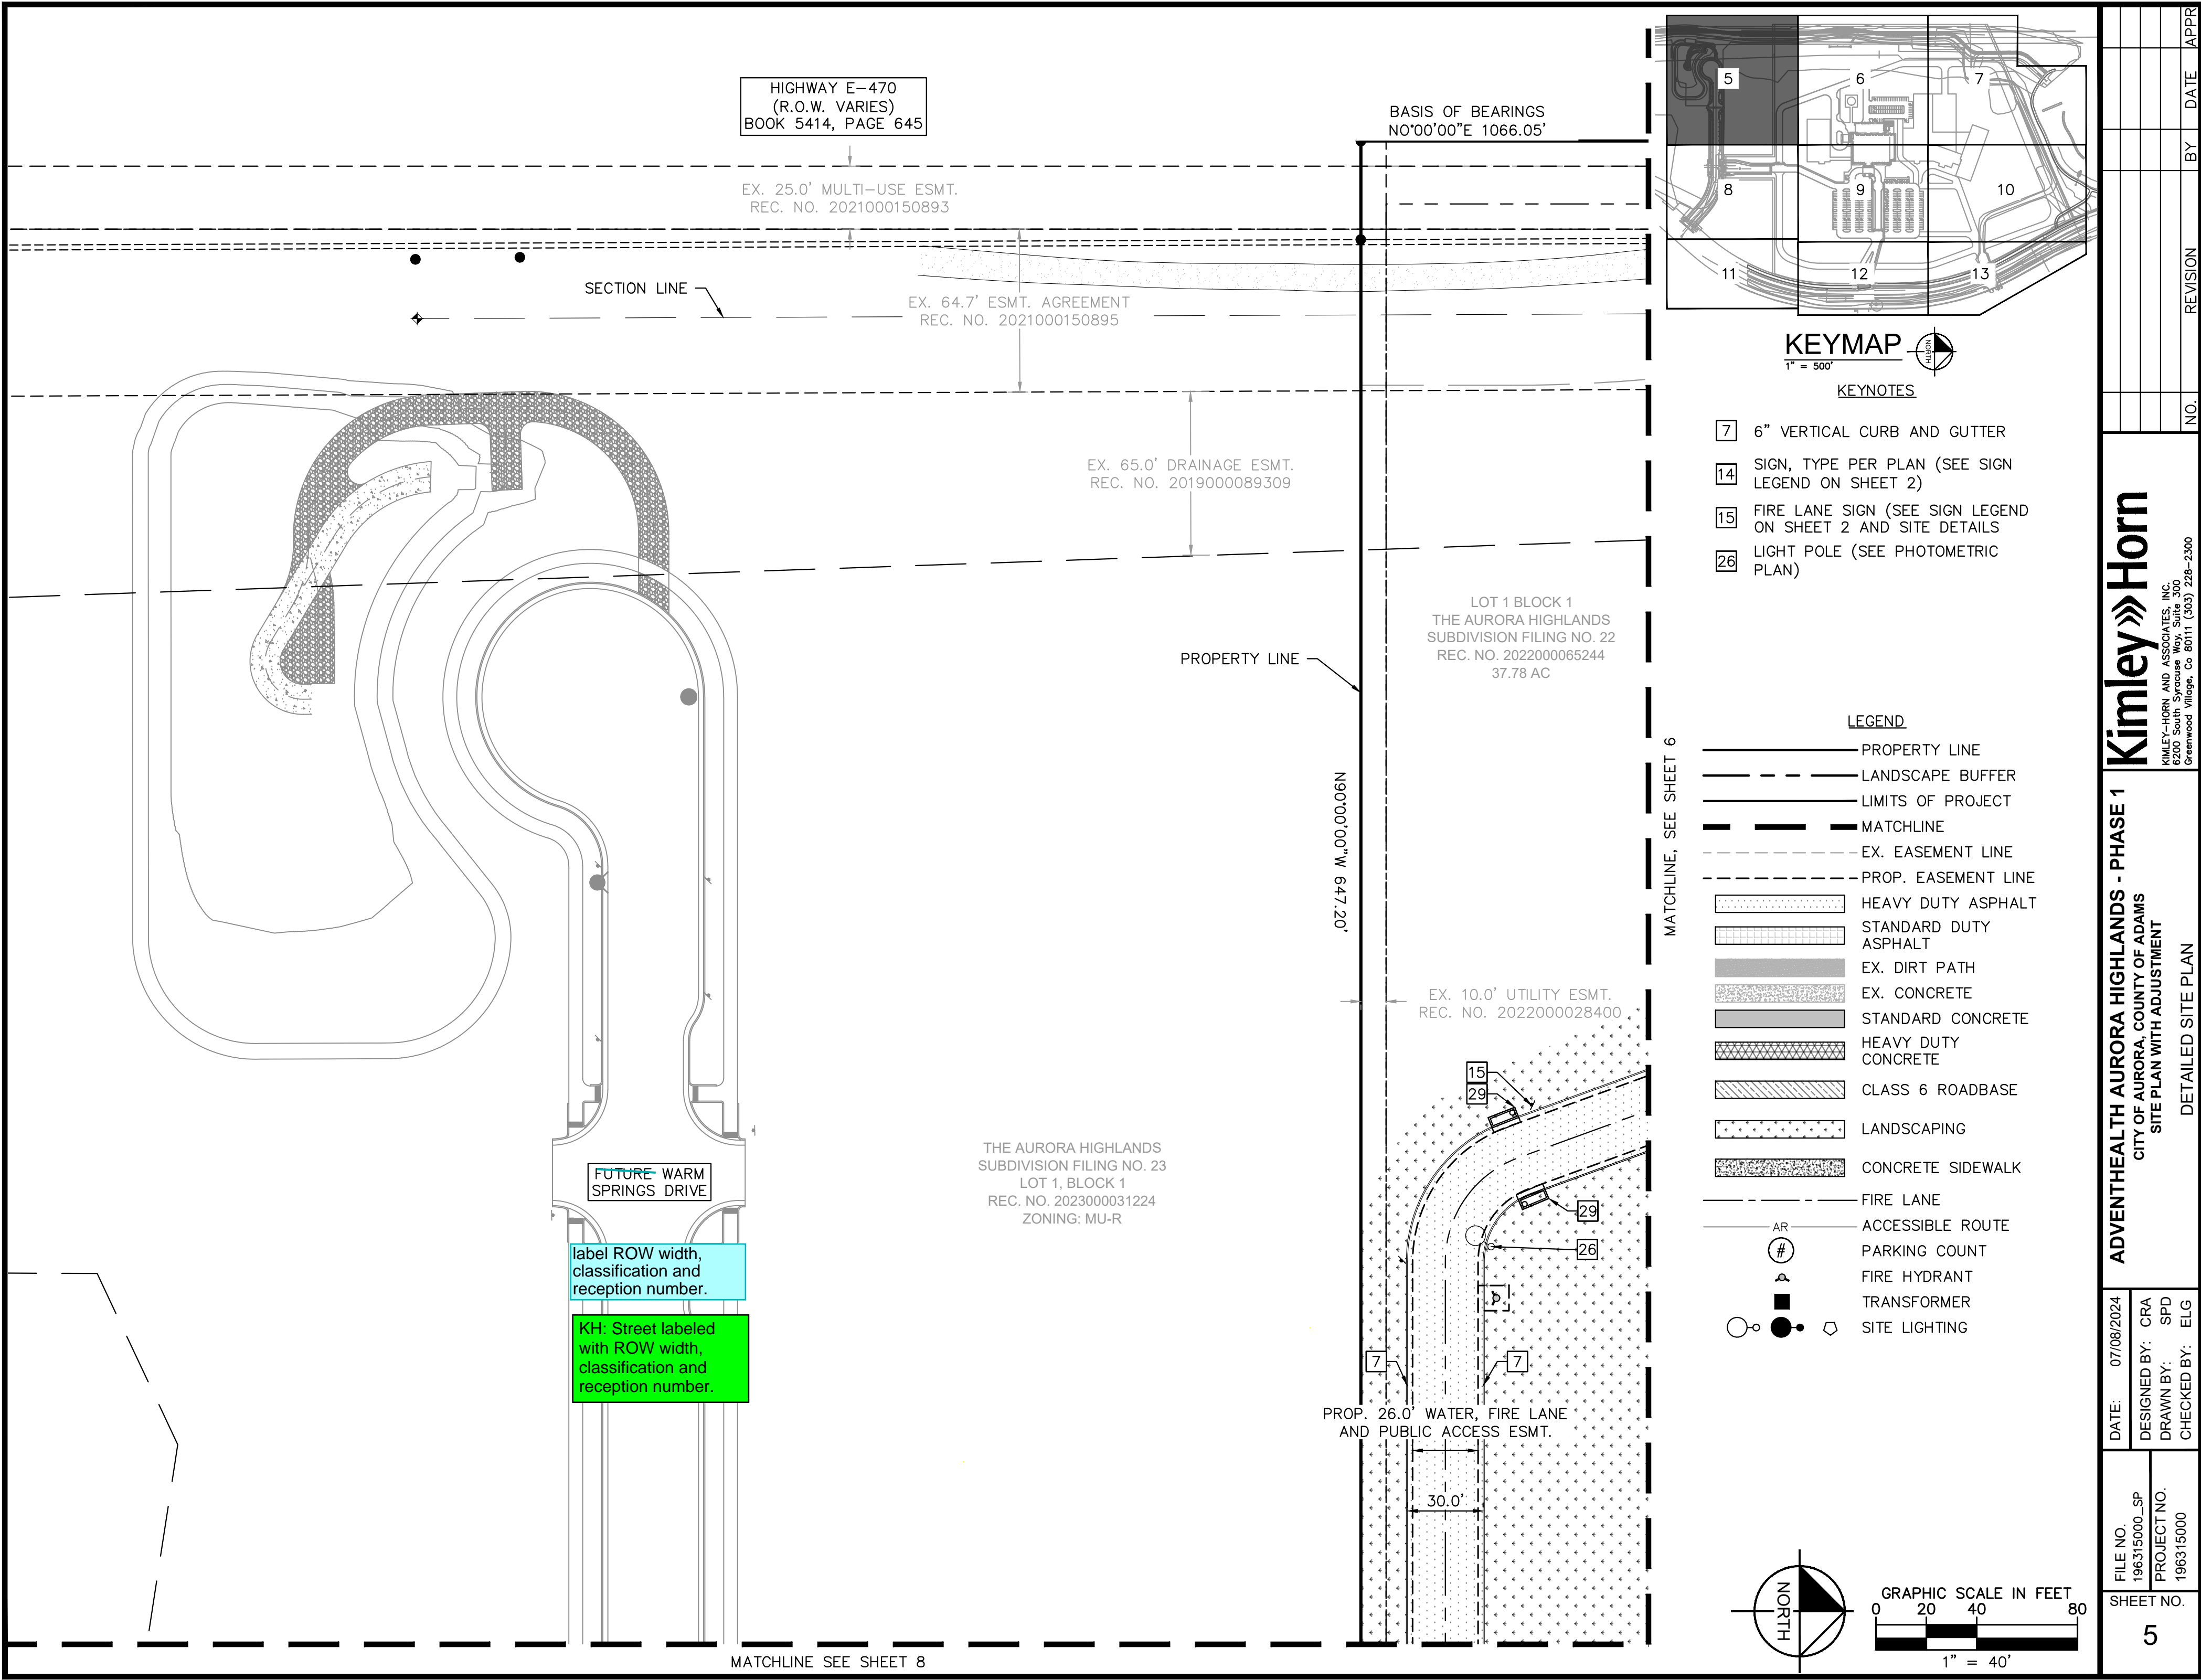 HIGHWAY E-470
(R.O.W. VARIES)
BOOK 5414, PAGE 645
BASIS OF BEARINGS
N0°00'00"E 1066.05'
EX. 25.0' MULTI-USE ESMT.
REC. NO. 2021000150893
SECTION LINE
EX. 64.7' ESMT. AGREEMENT
REC. NO. 2021000150895
EX. 65.0' DRAINAGE ESMT.
REC. NO. 2019000089309
LOT 1 BLOCK 1
THE AURORA HIGHLANDS
SUBDIVISION FILING NO. 22
REC. NO. 2022000065244
37.78 AC
PROPERTY LINE
N90°00'00"W 647.20'
MATCHLINE, SEE SHEET 6
EX. 10.0' UTILITY ESMT.
REC. NO. 2022000028400
15
29
29
26
7
7
THE AURORA HIGHLANDS
SUBDIVISION FILING NO. 23
LOT 1, BLOCK 1
REC. NO. 2023000031224
ZONING: MU-R
FUTURE WARM
SPRINGS DRIVE
label ROW width,
classification and
reception number.
KH: Street labeled
with ROW width,
classification and
reception number.
PROP. 26.0' WATER, FIRE LANE
AND PUBLIC ACCESS ESMT.
30.0'
MATCHLINE SEE SHEET 8
5
6
7
8
9
10
11
12
13
KEYMAP
1" = 500'
NORTH
KEYNOTES
7 6" VERTICAL CURB AND GUTTER
14 SIGN, TYPE PER PLAN (SEE SIGN
LEGEND ON SHEET 2)
15 FIRE LANE SIGN (SEE SIGN LEGEND
ON SHEET 2 AND SITE DETAILS
26 LIGHT POLE (SEE PHOTOMETRIC
PLAN)
LEGEND
PROPERTY LINE
LANDSCAPE BUFFER
LIMITS OF PROJECT
MATCHLINE
EX. EASEMENT LINE
PROP. EASEMENT LINE
HEAVY DUTY ASPHALT
STANDARD DUTY
ASPHALT
EX. DIRT PATH
EX. CONCRETE
STANDARD CONCRETE
HEAVY DUTY
CONCRETE
CLASS 6 ROADBASE
LANDSCAPING
CONCRETE SIDEWALK
FIRE LANE
AR ACCESSIBLE ROUTE
# PARKING COUNT
FIRE HYDRANT
TRANSFORMER
SITE LIGHTING
NORTH
GRAPHIC SCALE IN FEET
0 20 40 80
1" = 40'
NO. REVISION BY DATE APPR
Kimley»Horn
KIMLEY-HORN AND ASSOCIATES, INC.
6200 South Syracuse Way, Suite 300
Greenwood Village, Co 80111 (303) 228-2300
ADVENTHEALTH AURORA HIGHLANDS - PHASE 1
CITY OF AURORA, COUNTY OF ADAMS
SITE PLAN WITH ADJUSTMENT
DETAILED SITE PLAN
DATE: 07/08/2024
DESIGNED BY: CRA
DRAWN BY: SPD
CHECKED BY: ELG
FILE NO.
196315000_SP
PROJECT NO.
196315000
SHEET NO.
5